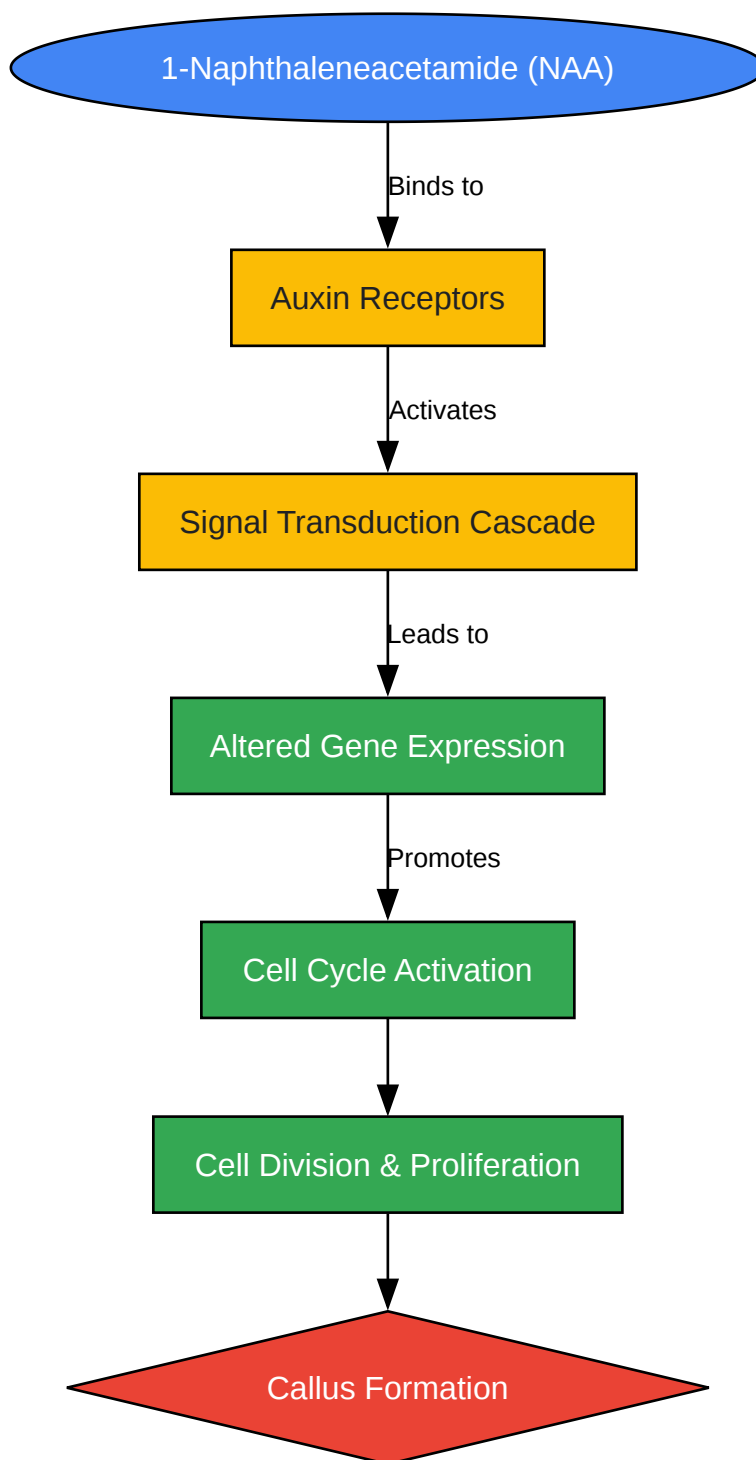 1-Naphthaleneacetamide (NAA)
Binds to
Auxin Receptors
Activates
Signal Transduction Cascade
Leads to
Altered Gene Expression
Promotes
Cell Cycle Activation
Cell Division & Proliferation
Callus Formation